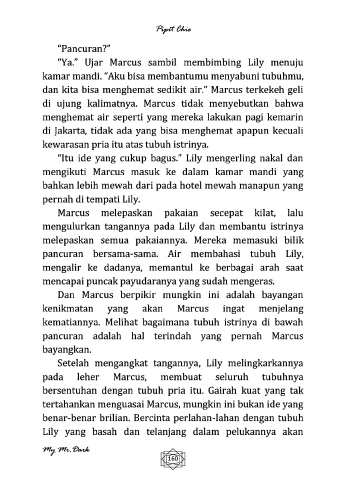 Pipit Chie
“Pancuran?”
“Ya.” Ujar Marcus sambil membimbing Lily menuju
kamar mandi. “Aku bisa membantumu menyabuni tubuhmu,
dan kita bisa menghemat sedikit air.” Marcus terkekeh geli
di ujung kalimatnya. Marcus tidak menyebutkan bahwa
menghemat air seperti yang mereka lakukan pagi kemarin
di Jakarta, tidak ada yang bisa menghemat apapun kecuali
kewarasan pria itu atas tubuh istrinya.
“Itu ide yang cukup bagus.” Lily mengerling nakal dan
mengikuti Marcus masuk ke dalam kamar mandi yang
bahkan lebih mewah dari pada hotel mewah manapun yang
pernah di tempati Lily.
Marcus melepaskan pakaian secepat kilat, lalu
mengulurkan tangannya pada Lily dan membantu istrinya
melepaskan semua pakaiannya. Mereka memasuki bilik
pancuran bersama-sama. Air membahasi tubuh Lily,
mengalir ke dadanya, memantul ke berbagai arah saat
mencapai puncak payudaranya yang sudah mengeras.
Dan Marcus berpikir mungkin ini adalah bayangan
kenikmatan yang akan Marcus ingat menjelang
kematiannya. Melihat bagaimana tubuh istrinya di bawah
pancuran adalah hal terindah yang pernah Marcus
bayangkan.
Setelah mengangkat tangannya, Lily melingkarkannya
pada leher Marcus, membuat seluruh tubuhnya
bersentuhan dengan tubuh pria itu. Gairah kuat yang tak
tertahankan menguasai Marcus, mungkin ini bukan ide yang
benar-benar brilian. Bercinta perlahan-lahan dengan tubuh
Lily yang basah dan telanjang dalam pelukannya akan
My Mr. Dark
160